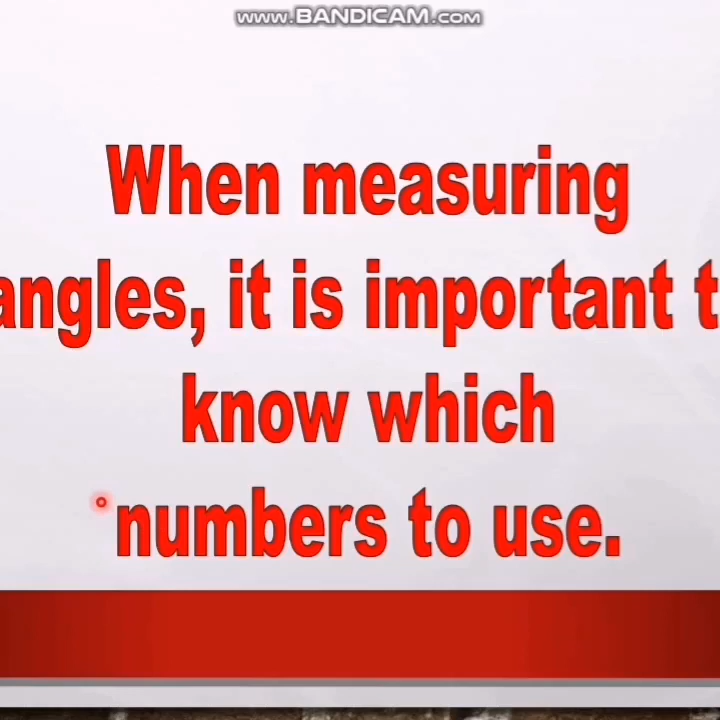 www.BANDICAM.com
When measuring
angles, it is important t
know which
numbers to use.